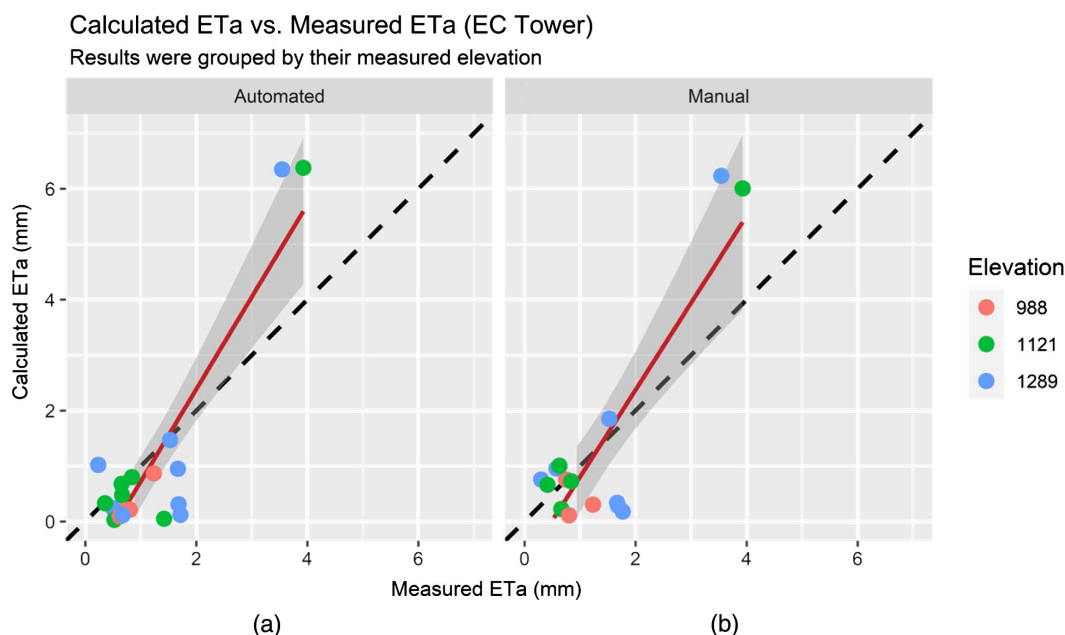 Calculated ETa vs. Measured ETa (EC Tower)
Results were grouped by their measured elevation
Automated
Manual
Calculated ETa (mm)
6
4
2
0
0 2 4 6
0 2 4 6
Measured ETa (mm)
(a)
(b)
Elevation
988
1121
1289